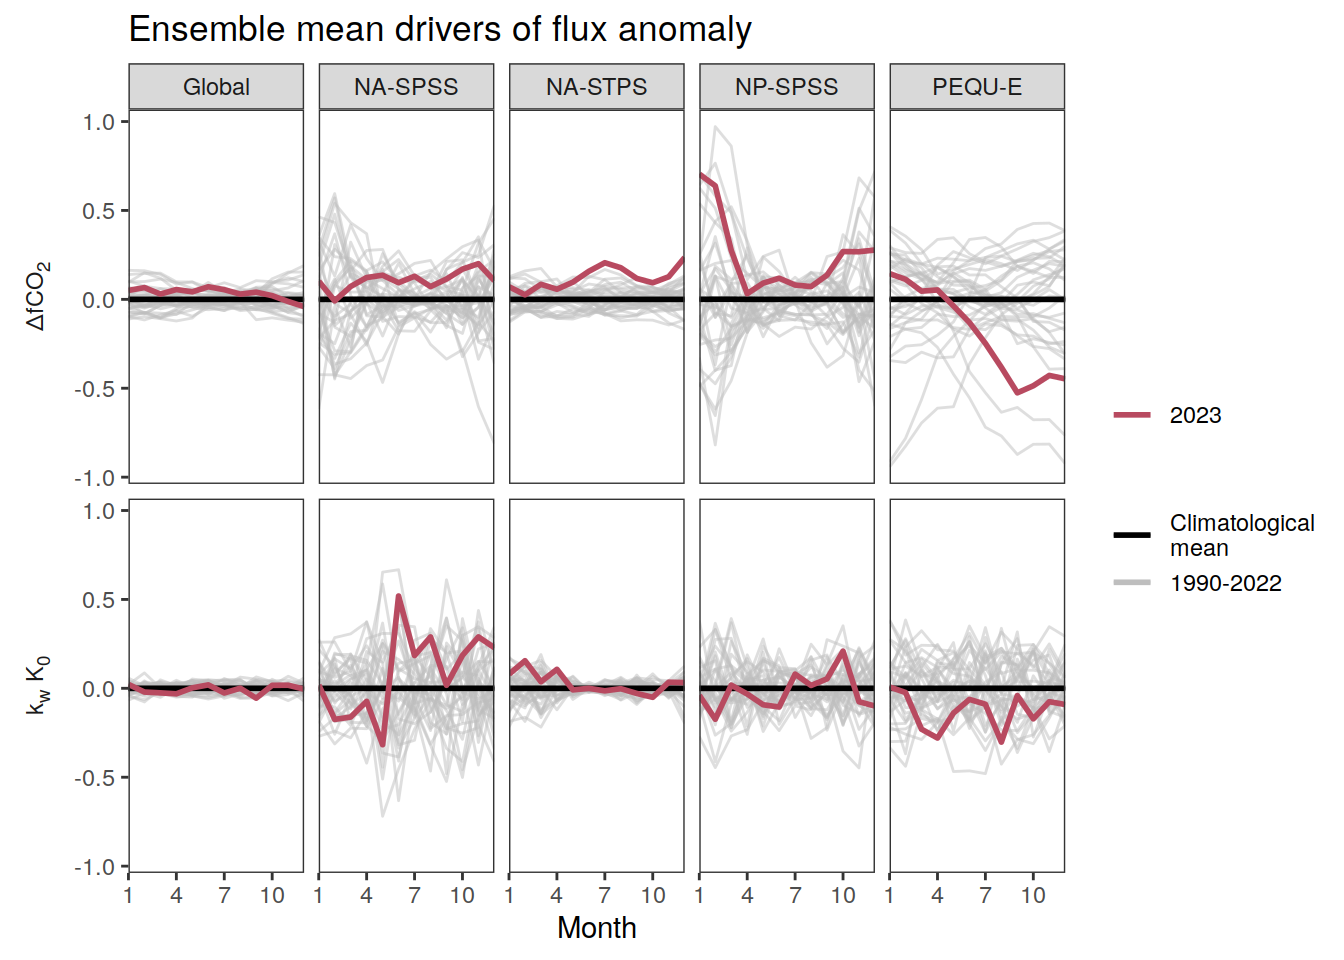 Ensemble mean drivers of flux anomaly
Global NA-SPSS NA-STPS NP-SPSS PEQU-E
1.0
0.5
0.0
-0.5
-1.0
ΔfCO₂
1.0
0.5
0.0
-0.5
-1.0
k_w K₀
1 4 7 10 1 4 7 10 1 4 7 10 1 4 7 10 1 4 7 10
Month
2023
Climatological
mean
1990-2022